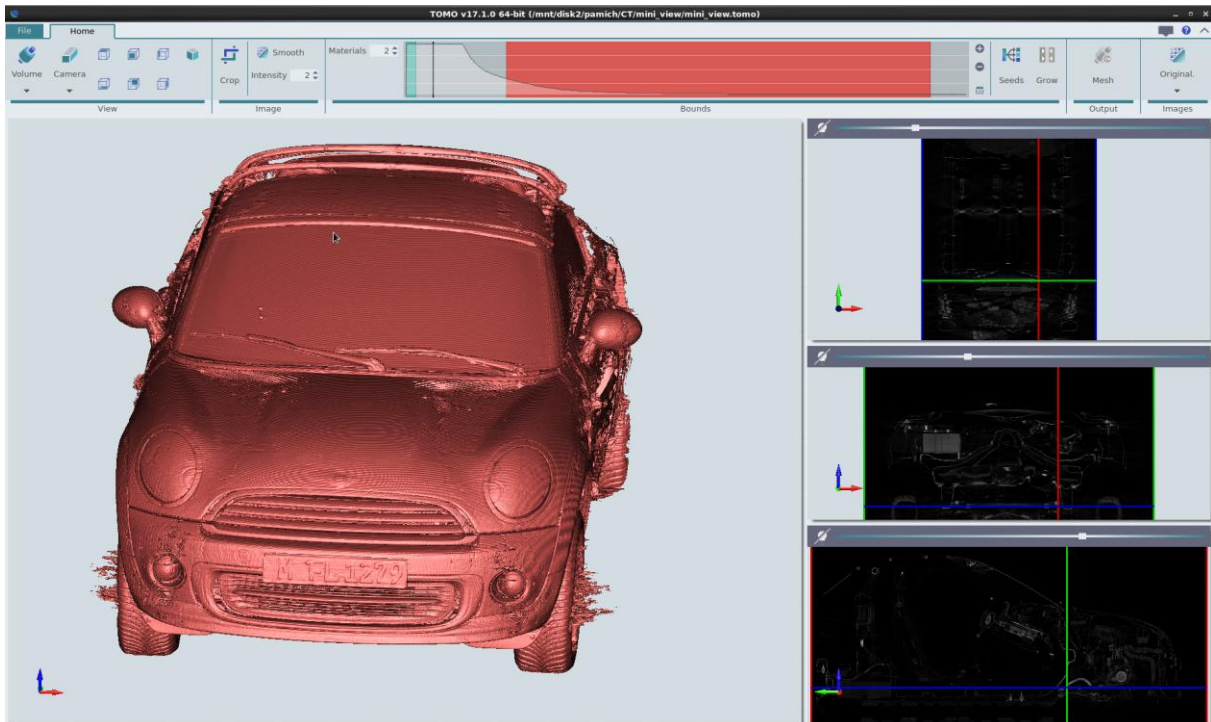 TOMO v17.1.0 64-bit (/mnt/disk2/pamich/CT/mini_view/mini_view.tomo)
File Home
Volume Camera
View
Crop Smooth
Intensity 2
Image
Materials 2
Bounds
Seeds Grow
Mesh
Output
Original.
Images